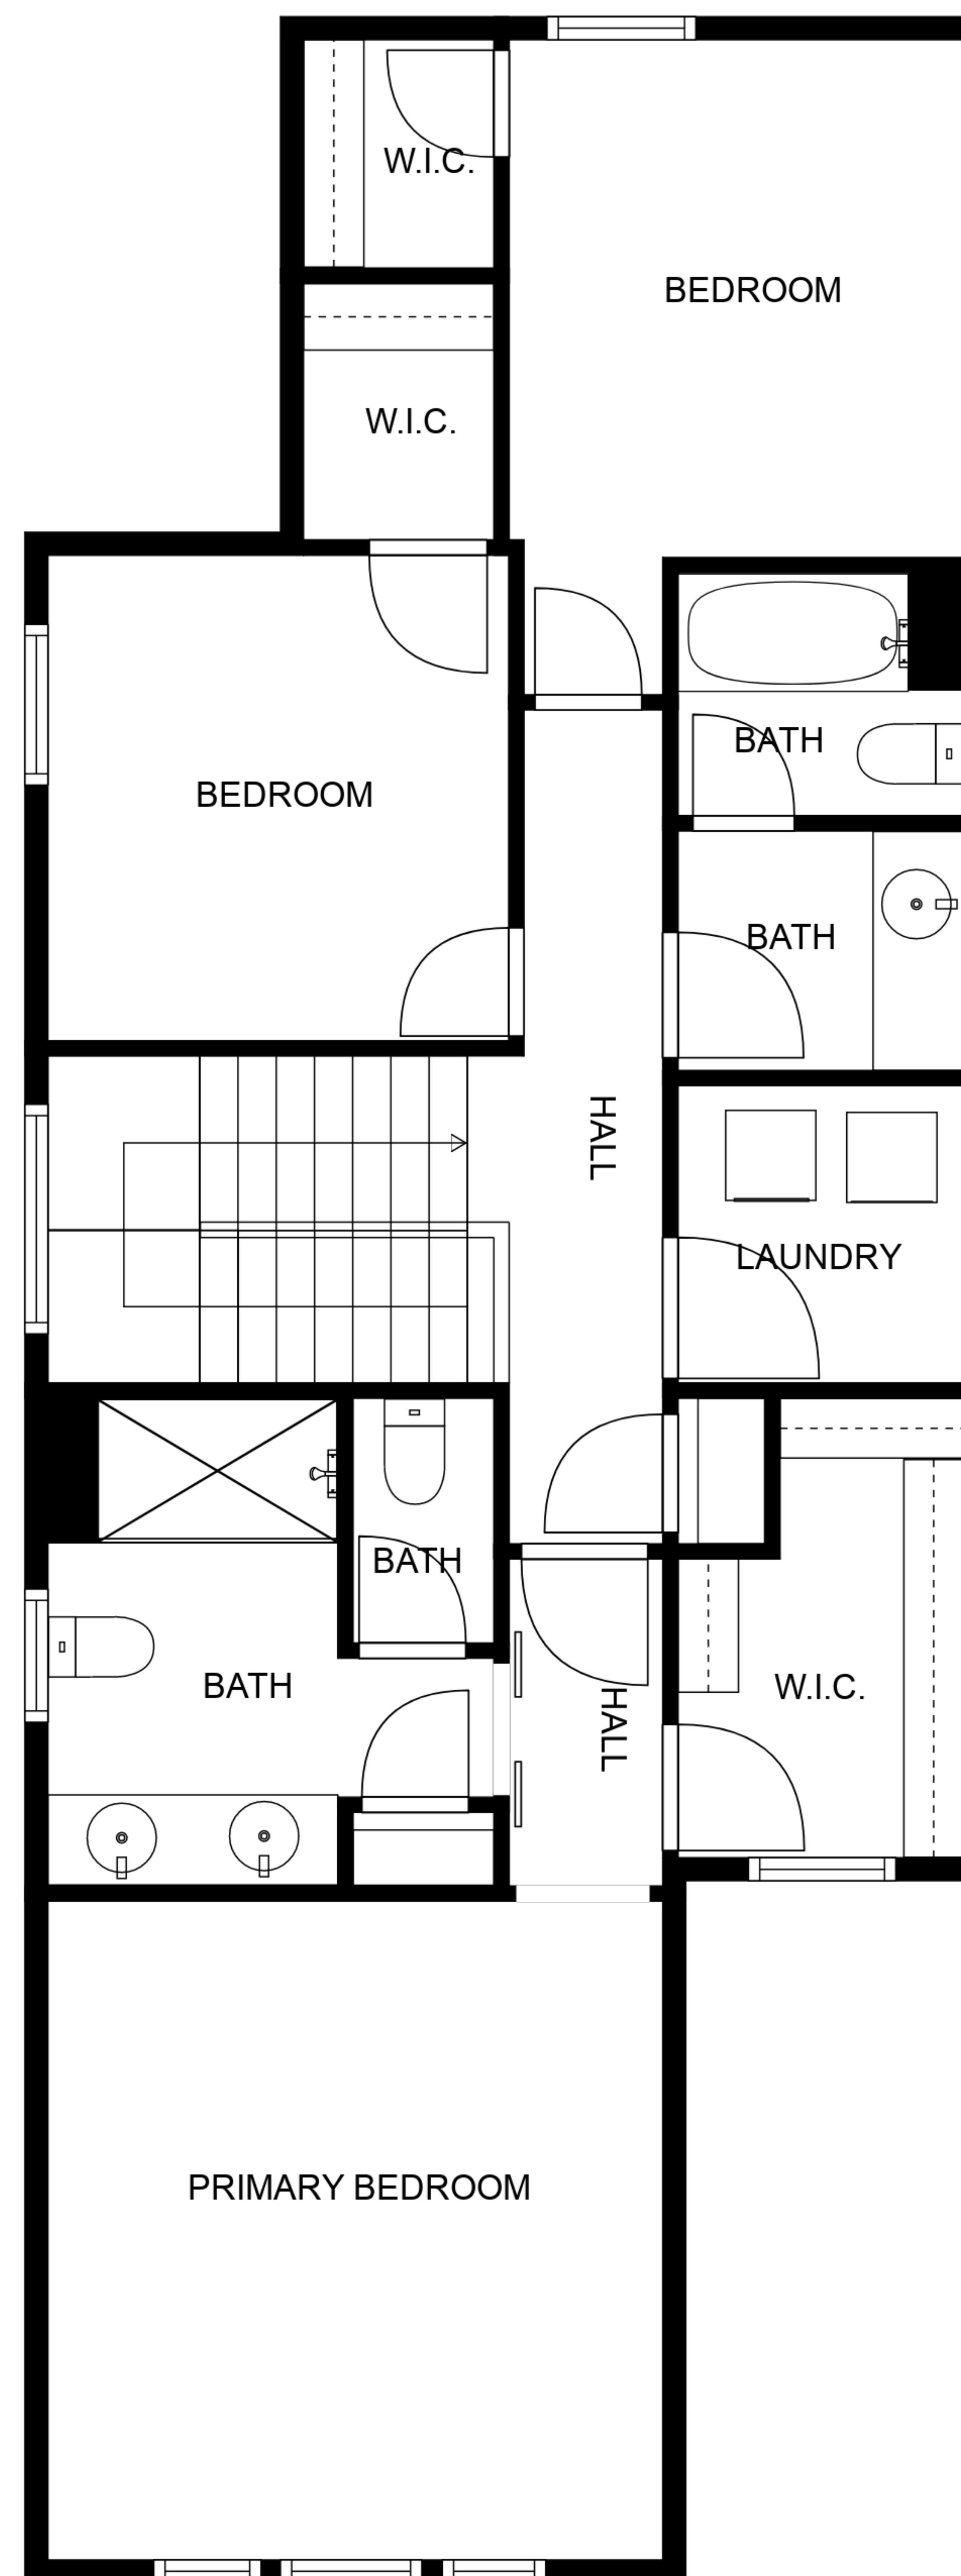 W.I.C.
BEDROOM
W.I.C.
BATH
BEDROOM
BATH
HALL
LAUNDRY
BATH
BATH
W.I.C.
HALL
PRIMARY BEDROOM